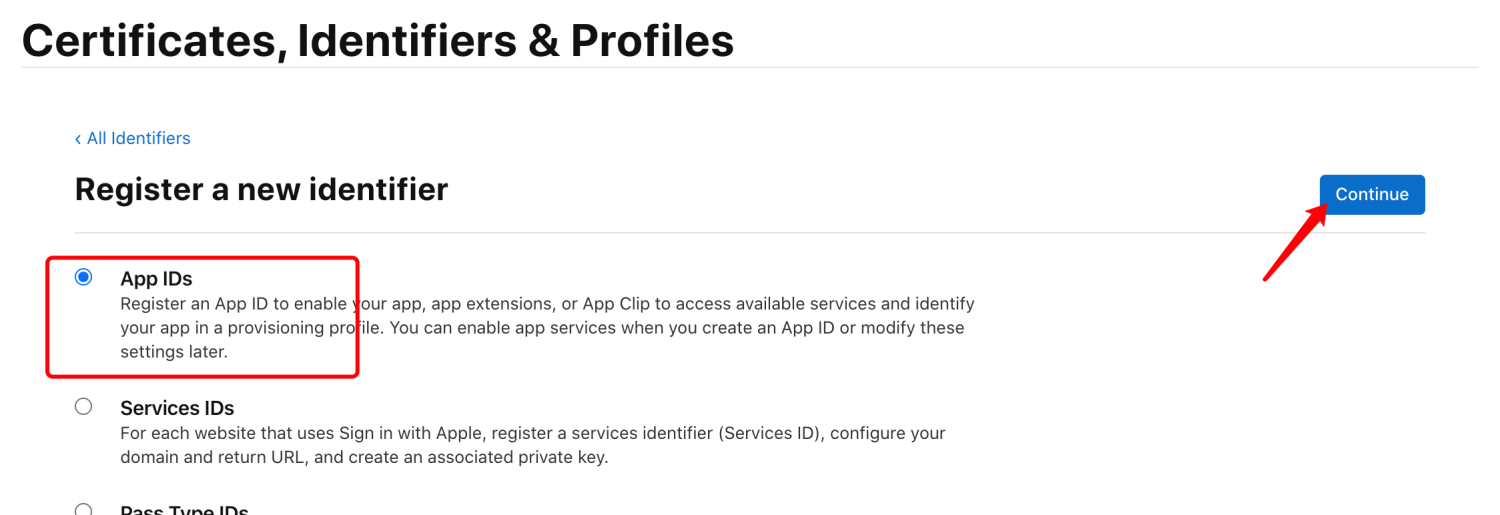 Certificates, Identifiers & Profiles
‹ All Identifiers
Register a new identifier
Continue
App IDs
Register an App ID to enable your app, app extensions, or App Clip to access available services and identify
your app in a provisioning profile. You can enable app services when you create an App ID or modify these
settings later.
Services IDs
For each website that uses Sign in with Apple, register a services identifier (Services ID), configure your
domain and return URL, and create an associated private key.
Pass Type IDs